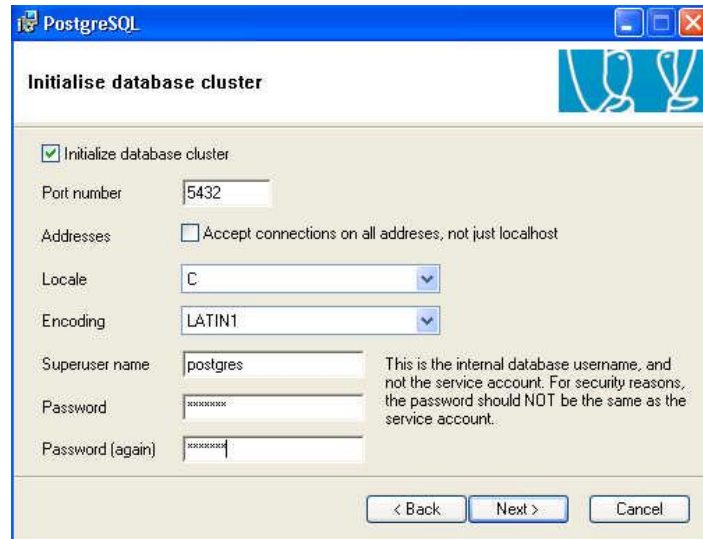 PostgreSQL
Initialise database cluster
Initialize database cluster
Port number 5432
Addresses Accept connections on all addreses, not just localhost
Locale C
Encoding LATIN1
Superuser name postgres
This is the internal database username, and
not the service account. For security reasons,
the password should NOT be the same as the
service account.
Password *******
Password (again) *******
< Back Next > Cancel